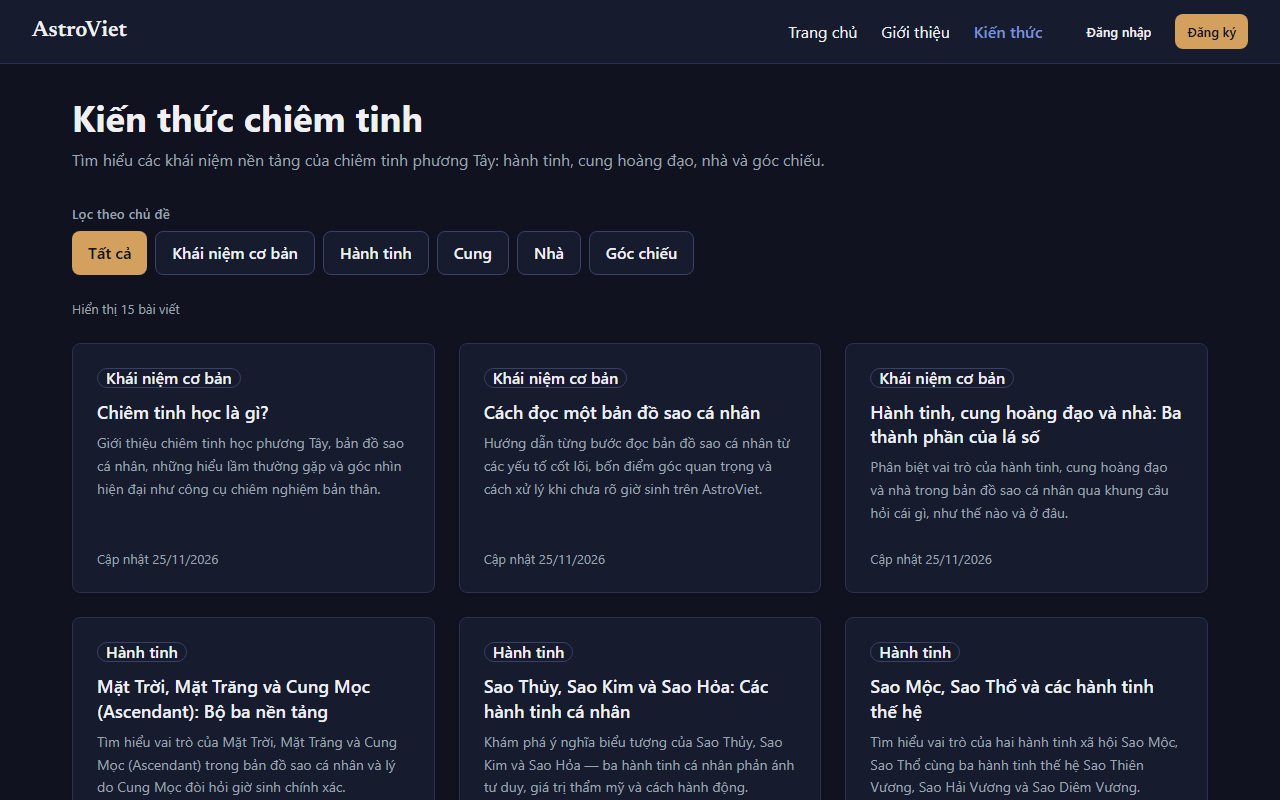 AstroViet
Trang chủ
Giới thiệu
Kiến thức
Đăng nhập
Đăng ký
Kiến thức chiêm tinh
Tìm hiểu các khái niệm nền tảng của chiêm tinh phương Tây: hành tinh, cung hoàng đạo, nhà và góc chiếu.
Lọc theo chủ đề
Tất cả
Khái niệm cơ bản
Hành tinh
Cung
Nhà
Góc chiếu
Hiển thị 15 bài viết
Khái niệm cơ bản
Chiêm tinh học là gì?
Giới thiệu chiêm tinh học phương Tây, bản đồ sao
cá nhân, những hiểu lầm thường gặp và góc nhìn
hiện đại như công cụ chiêm nghiệm bản thân.
Cập nhật 25/11/2026
Khái niệm cơ bản
Cách đọc một bản đồ sao cá nhân
Hướng dẫn từng bước đọc bản đồ sao cá nhân từ
các yếu tố cốt lõi, bốn điểm góc quan trọng và
cách xử lý khi chưa rõ giờ sinh trên AstroViet.
Cập nhật 25/11/2026
Khái niệm cơ bản
Hành tinh, cung hoàng đạo và nhà: Ba
thành phần của lá số
Phân biệt vai trò của hành tinh, cung hoàng đạo
và nhà trong bản đồ sao cá nhân qua khung câu
hỏi cái gì, như thế nào và ở đâu.
Cập nhật 25/11/2026
Hành tinh
Mặt Trời, Mặt Trăng và Cung Mọc
(Ascendant): Bộ ba nền tảng
Tìm hiểu vai trò của Mặt Trời, Mặt Trăng và Cung
Mọc (Ascendant) trong bản đồ sao cá nhân và lý
do Cung Mọc đòi hỏi giờ sinh chính xác.
Hành tinh
Sao Thủy, Sao Kim và Sao Hỏa: Các
hành tinh cá nhân
Khám phá ý nghĩa biểu tượng của Sao Thủy, Sao
Kim và Sao Hỏa — ba hành tinh cá nhân phản ánh
tư duy, giá trị thẩm mỹ và cách hành động.
Hành tinh
Sao Mộc, Sao Thổ và các hành tinh
thế hệ
Tìm hiểu vai trò của hai hành tinh xã hội Sao Mộc,
Sao Thổ cùng ba hành tinh thế hệ Sao Thiên
Vương, Sao Hải Vương và Sao Diêm Vương.